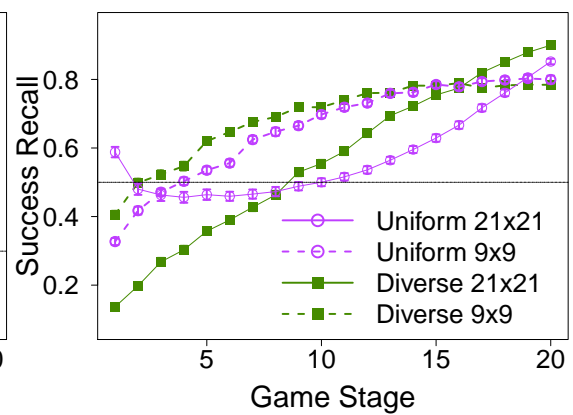 Success Recall
0.8
0.6
0.4
0.2
Uniform 21x21
Uniform 9x9
Diverse 21x21
Diverse 9x9
0
5
10
15
20
Game Stage